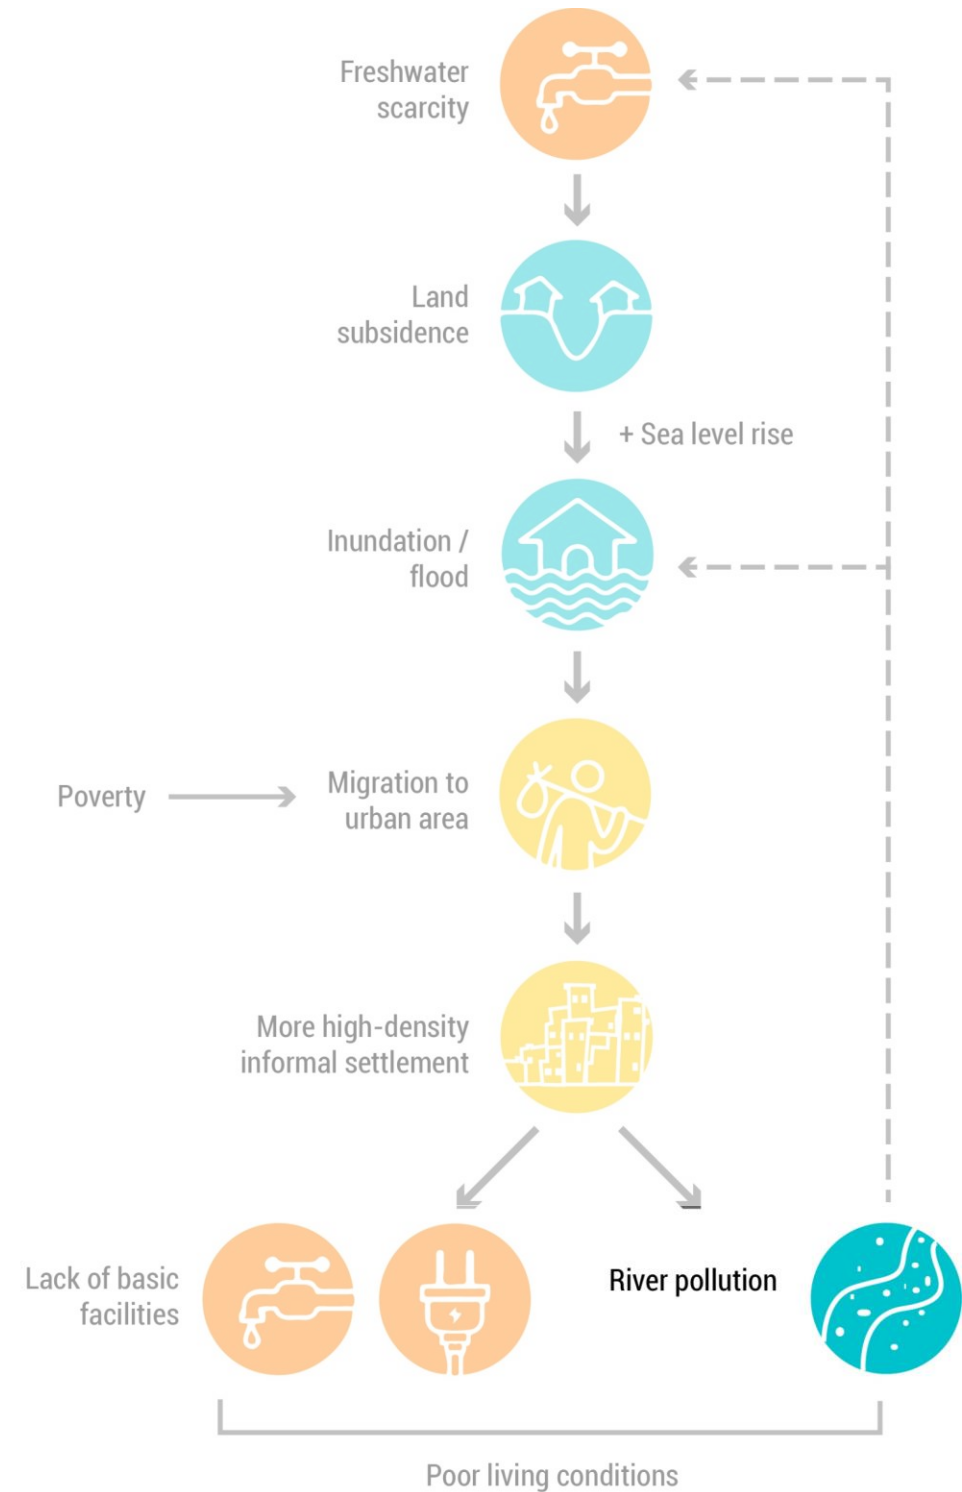 Freshwater
scarcity
Land
subsidence
+ Sea level rise
Inundation /
flood
Poverty
Migration to
urban area
More high-density
informal settlement
Lack of basic
facilities
River pollution
Poor living conditions